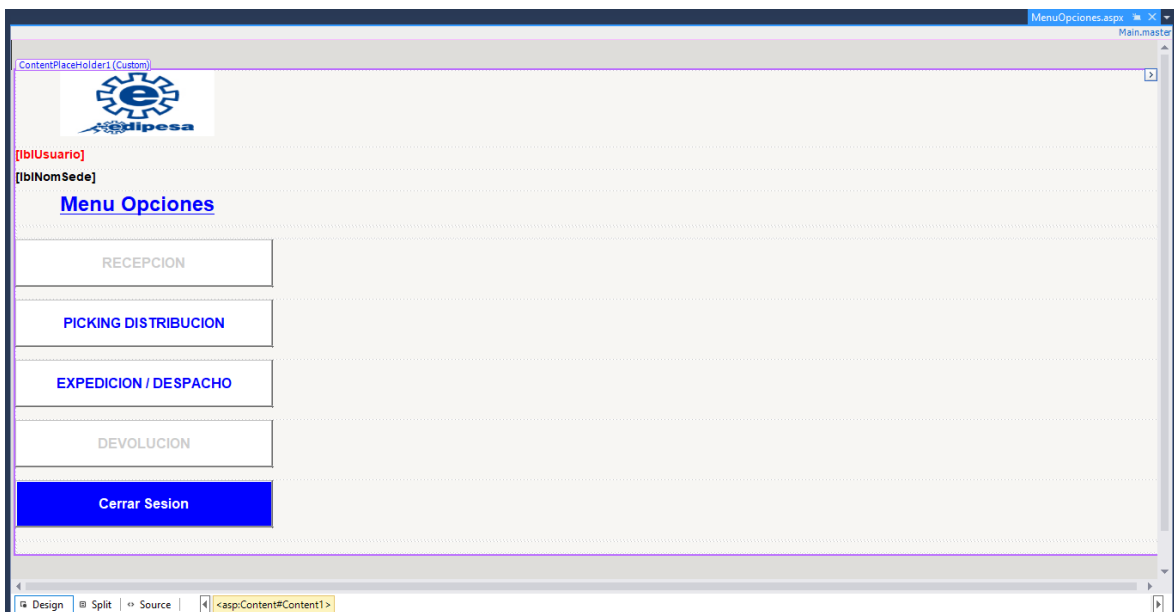 MenuOpciones.aspx
Main.master
ContentPlaceHolder1 (Custom)
edipesa
[lblUsuario]
[lblNomSede]
Menu Opciones
RECEPCION
PICKING DISTRIBUCION
EXPEDICION / DESPACHO
DEVOLUCION
Cerrar Sesion
Design Split Source <asp:Content#Content1>